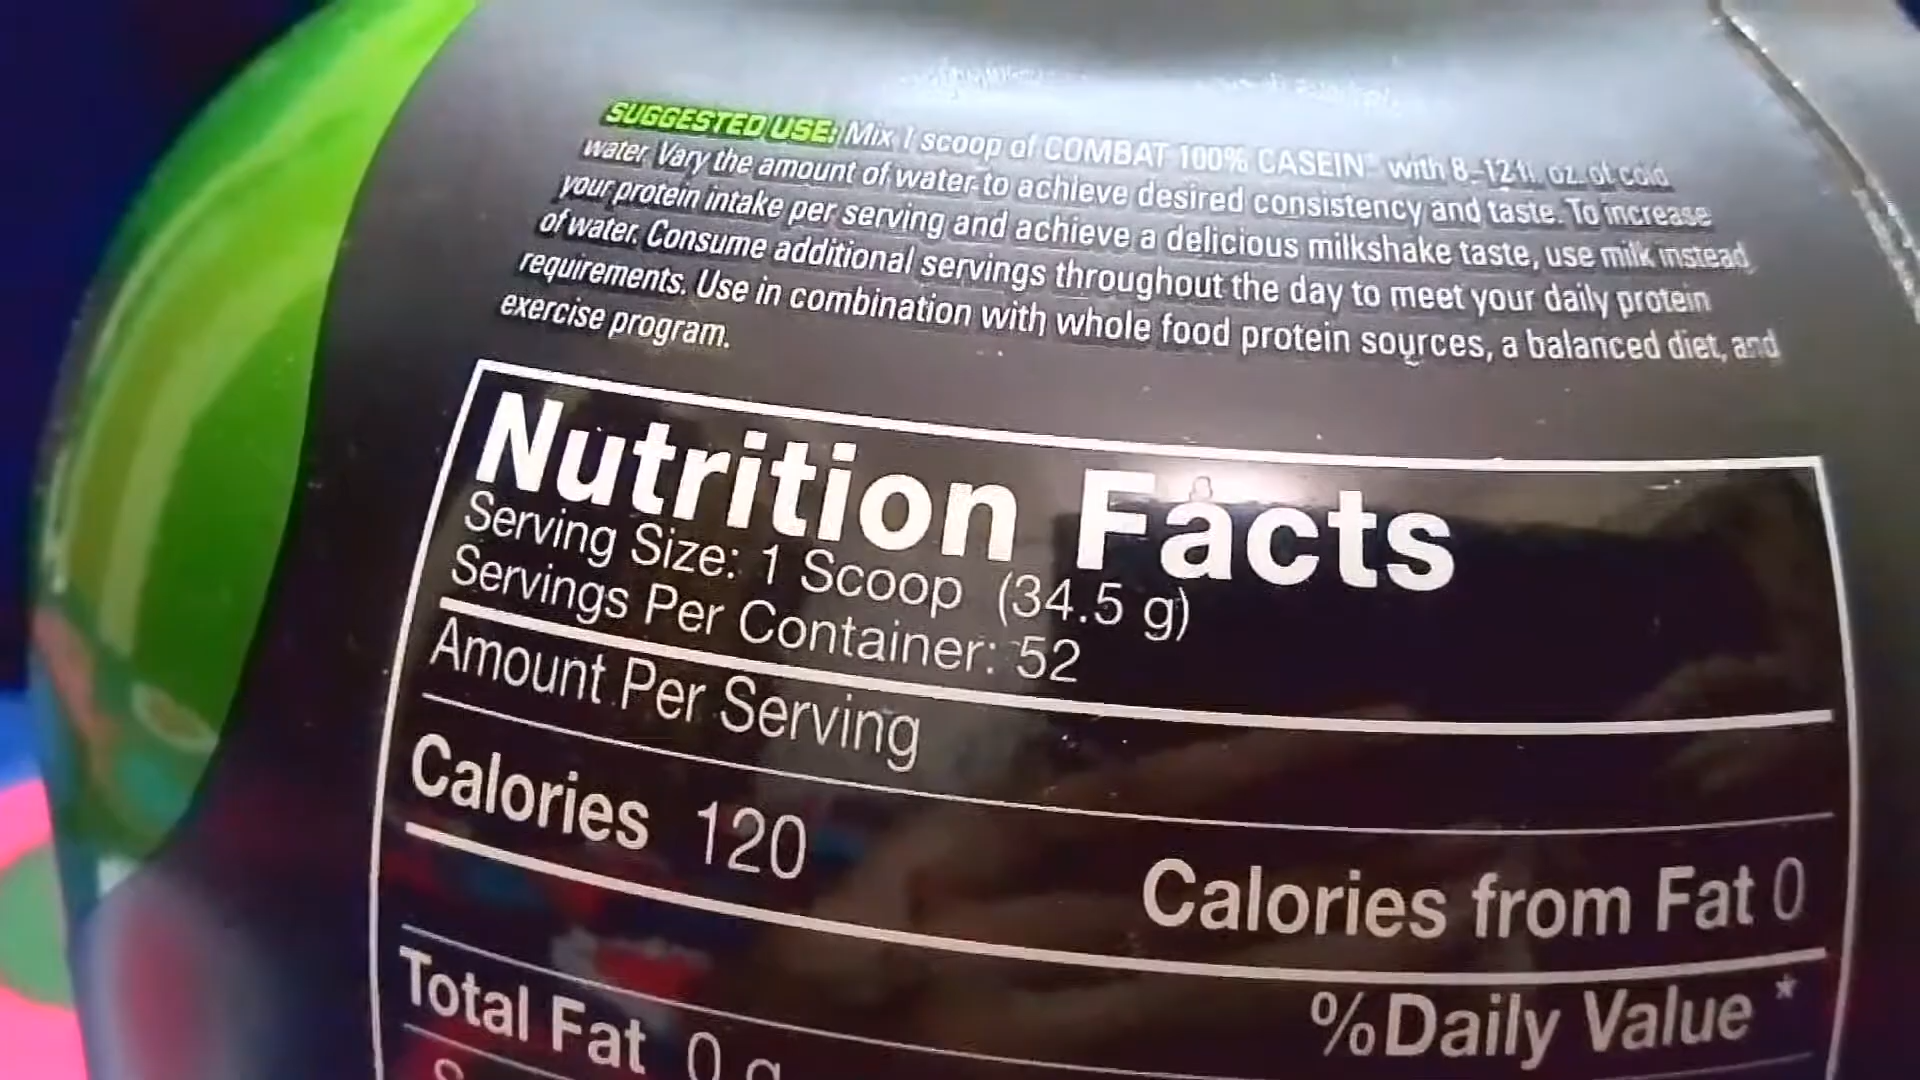 SUGGESTED USE: Mix 1 scoop of COMBAT 100% CASEIN™ with 8-12 fl. oz. of cold
water. Vary the amount of water to achieve desired consistency and taste. To increase
your protein intake per serving and achieve a delicious milkshake taste, use milk instead
of water. Consume additional servings throughout the day to meet your daily protein
requirements. Use in combination with whole food protein sources, a balanced diet, and
exercise program.
Nutrition Facts
Serving Size: 1 Scoop (34.5 g)
Servings Per Container: 52
Amount Per Serving
Calories 120
Calories from Fat 0
%Daily Value *
Total Fat 0 g